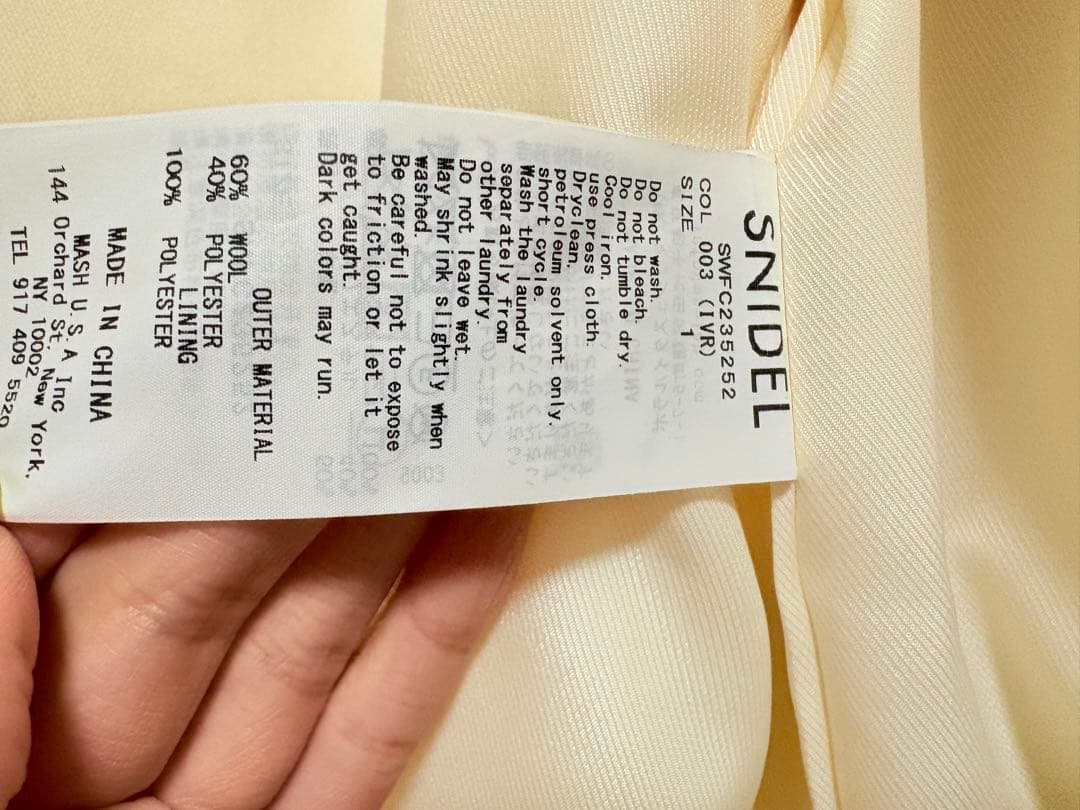 SNIDEL
SWFC235252
COL 003 (IVR)
SIZE 1
Do not wash.
Do not bleach.
Do not tumble dry.
Cool iron.
use press cloth.
Dryclean.
petroleum solvent only.
short cycle.
Wash the laundry
separately from
other laundry.
Do not leave wet.
May shrink slightly when
washed.
Be careful not to expose
to friction or let it
get caught.
Dark colors may run.
OUTER MATERIAL
60% WOOL
40% POLYESTER
LINING
100% POLYESTER
MADE IN CHINA
MASH U.S.A Inc
144 Orchard St, New York,
NY 10002
TEL 917 409 5520